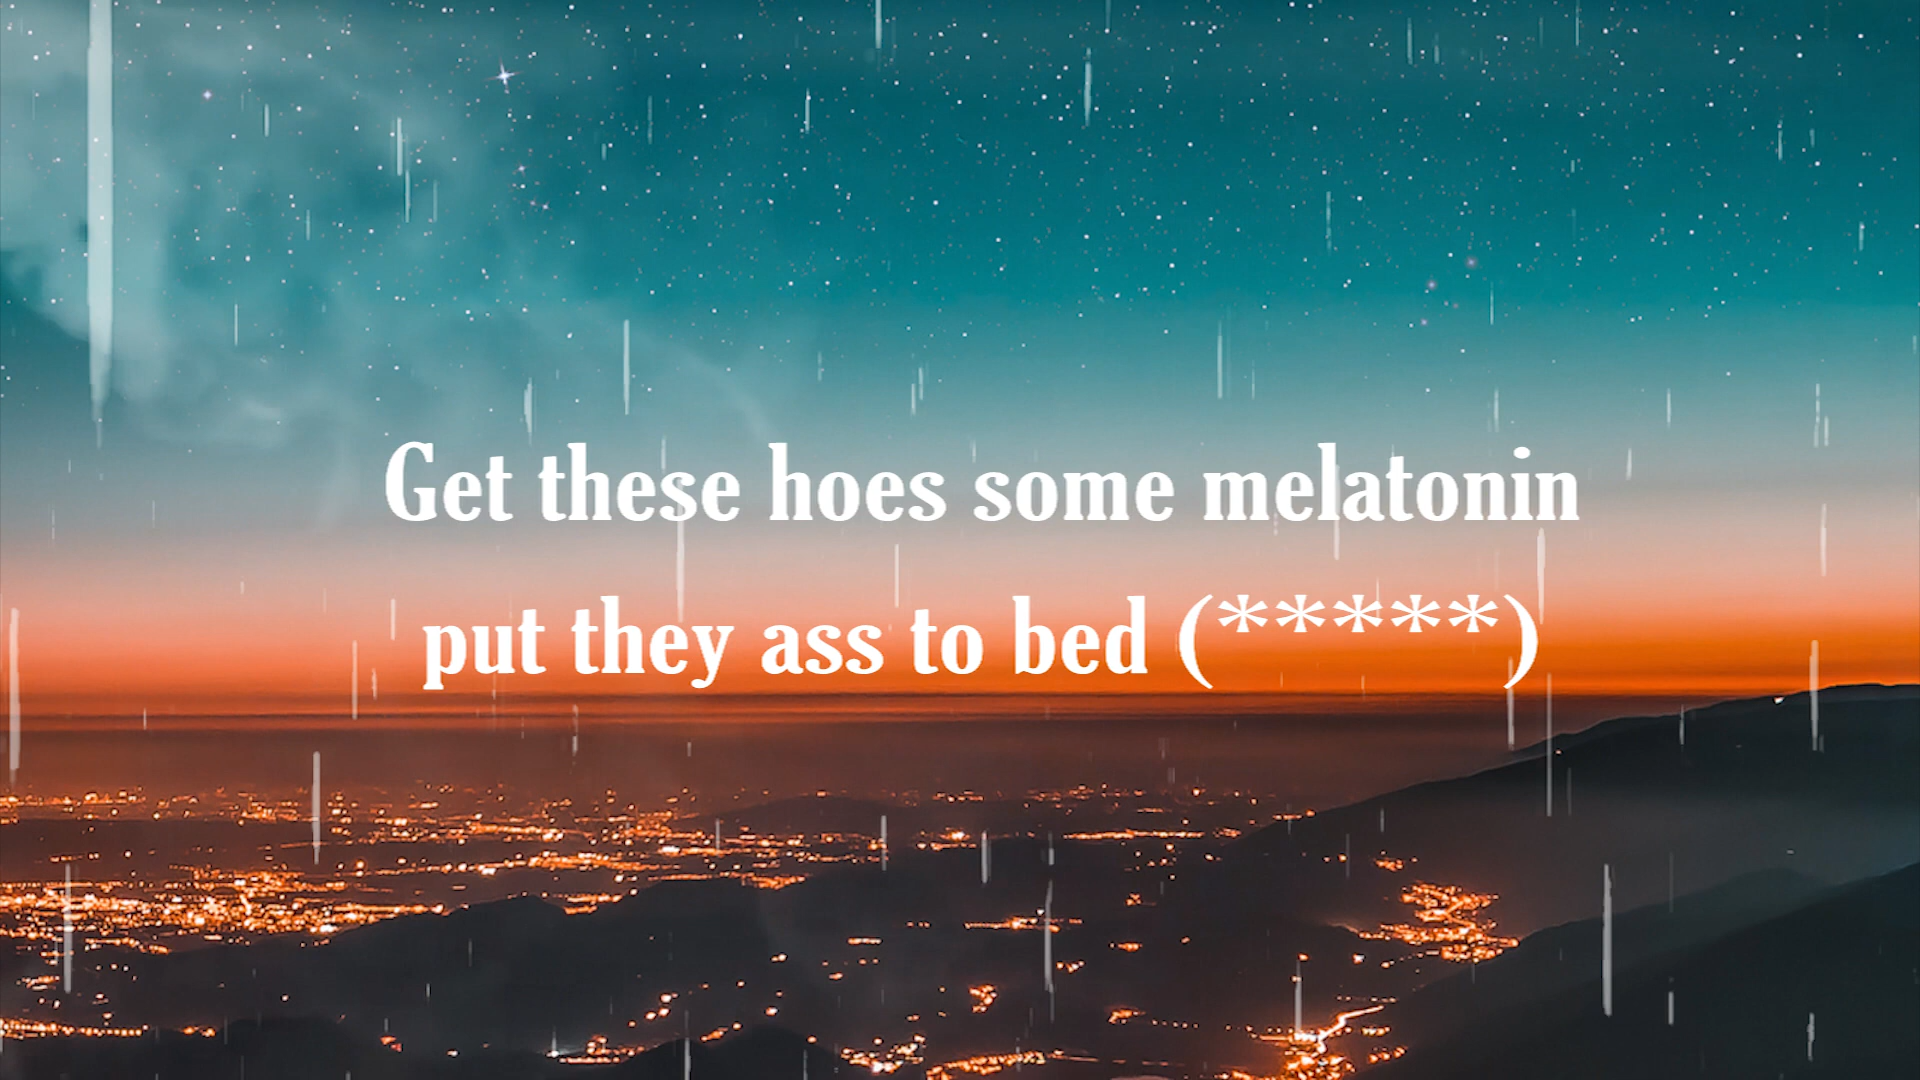 Get these hoes some melatonin
put they ass to bed (*****)